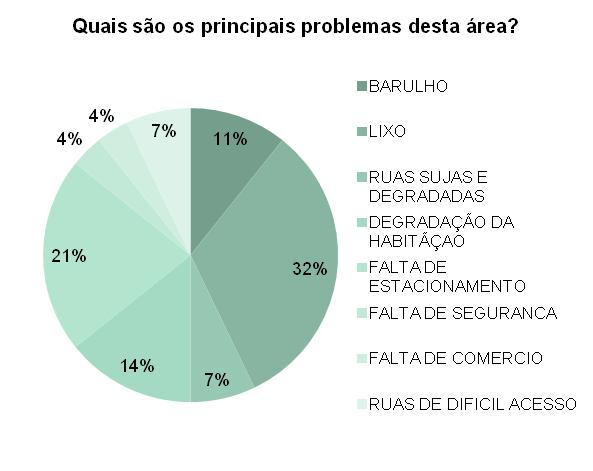 Quais são os principais problemas desta área?
4%
7%
4%
11%
21%
32%
14%
7%
BARULHO
LIXO
RUAS SUJAS E
DEGRADADAS
DEGRADAÇÃO DA
HABITÃÇAO
FALTA DE
ESTACIONAMENTO
FALTA DE SEGURANCA
FALTA DE COMERCIO
RUAS DE DIFICIL ACESSO